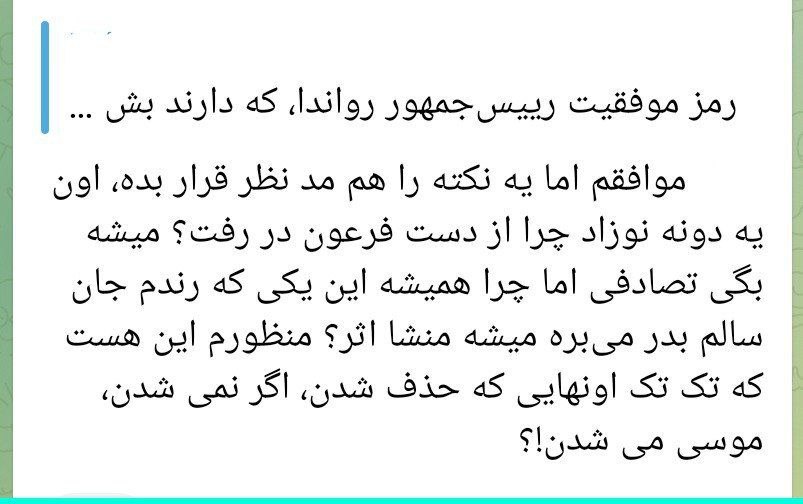 رمز موفقیت رییس‌جمهور رواندا، که دارند بش ...
موافقم اما یه نکته را هم مد نظر قرار بده، اون
یه دونه نوزاد چرا از دست فرعون در رفت؟ میشه
بگی تصادفی اما چرا همیشه این یکی که رندم جان
سالم بدر می‌بره میشه منشا اثر؟ منظورم این هست
که تک تک اونهایی که حذف شدن، اگر نمی شدن،
موسی می شدن!؟